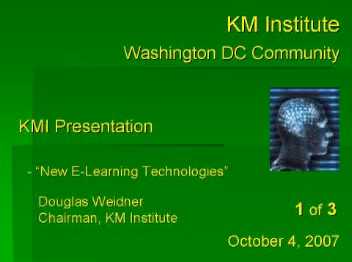 KM Institute
Washington DC Community
KMI Presentation
- "New E-Learning Technologies"
Douglas Weidner
Chairman, KM Institute
1 of 3
October 4, 2007